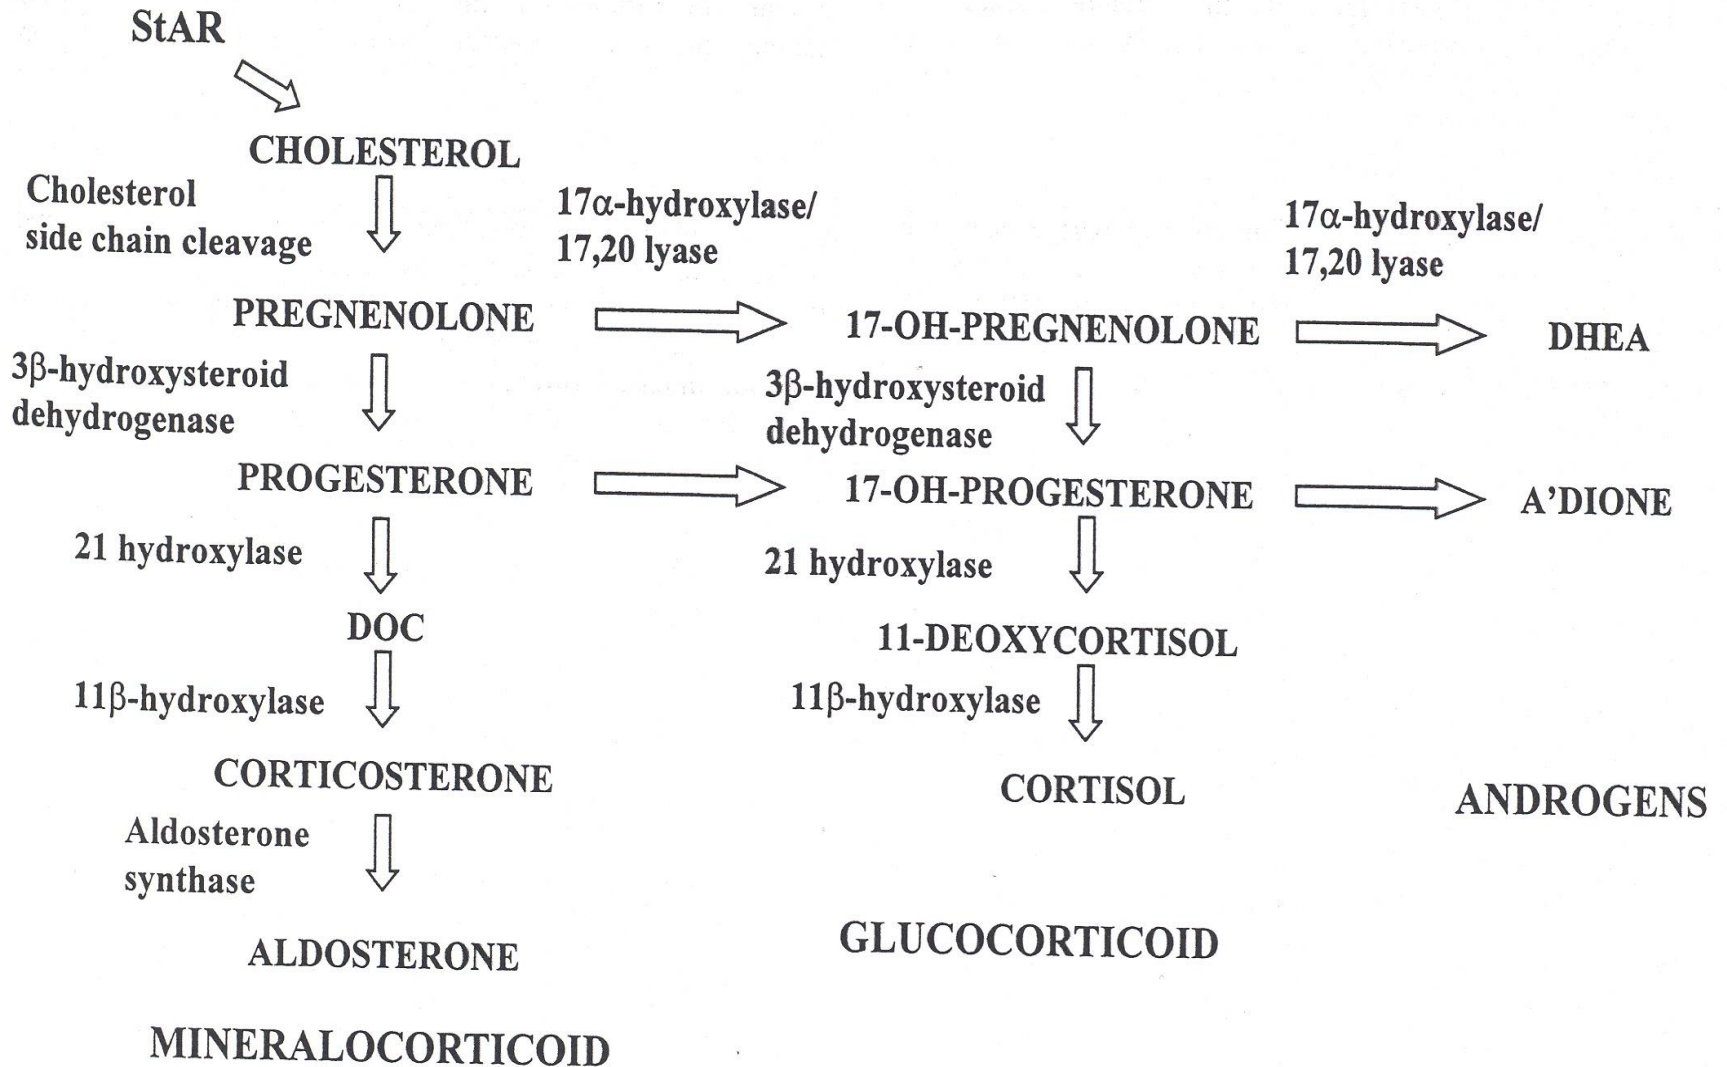 StAR
CHOLESTEROL
Cholesterol
side chain cleavage
17α-hydroxylase/
17,20 lyase
17α-hydroxylase/
17,20 lyase
PREGNENOLONE
17-OH-PREGNENOLONE
DHEA
3β-hydroxysteroid
dehydrogenase
3β-hydroxysteroid
dehydrogenase
PROGESTERONE
17-OH-PROGESTERONE
A’DIONE
21 hydroxylase
21 hydroxylase
DOC
11-DEOXYCORTISOL
11β-hydroxylase
11β-hydroxylase
CORTICOSTERONE
CORTISOL
ANDROGENS
Aldosterone
synthase
ALDOSTERONE
GLUCOCORTICOID
MINERALOCORTICOID